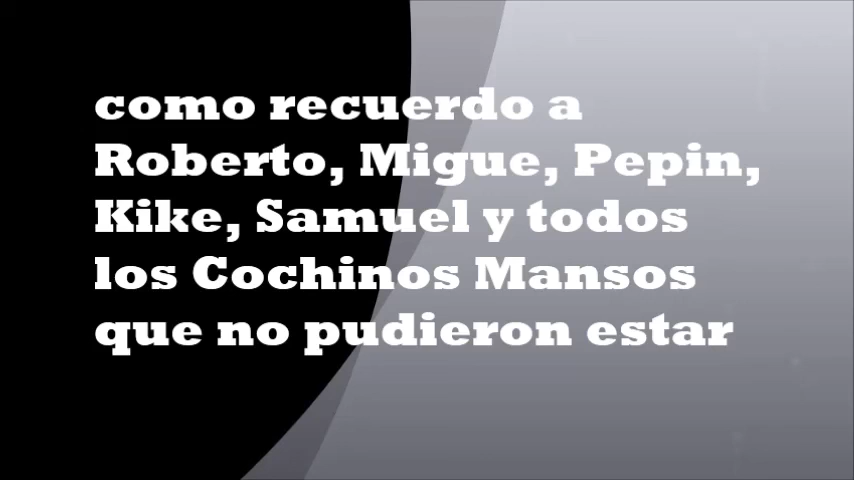 como recuerdo a
Roberto, Migue, Pepin,
Kike, Samuel y todos
los Cochinos Mansos
que no pudieron estar